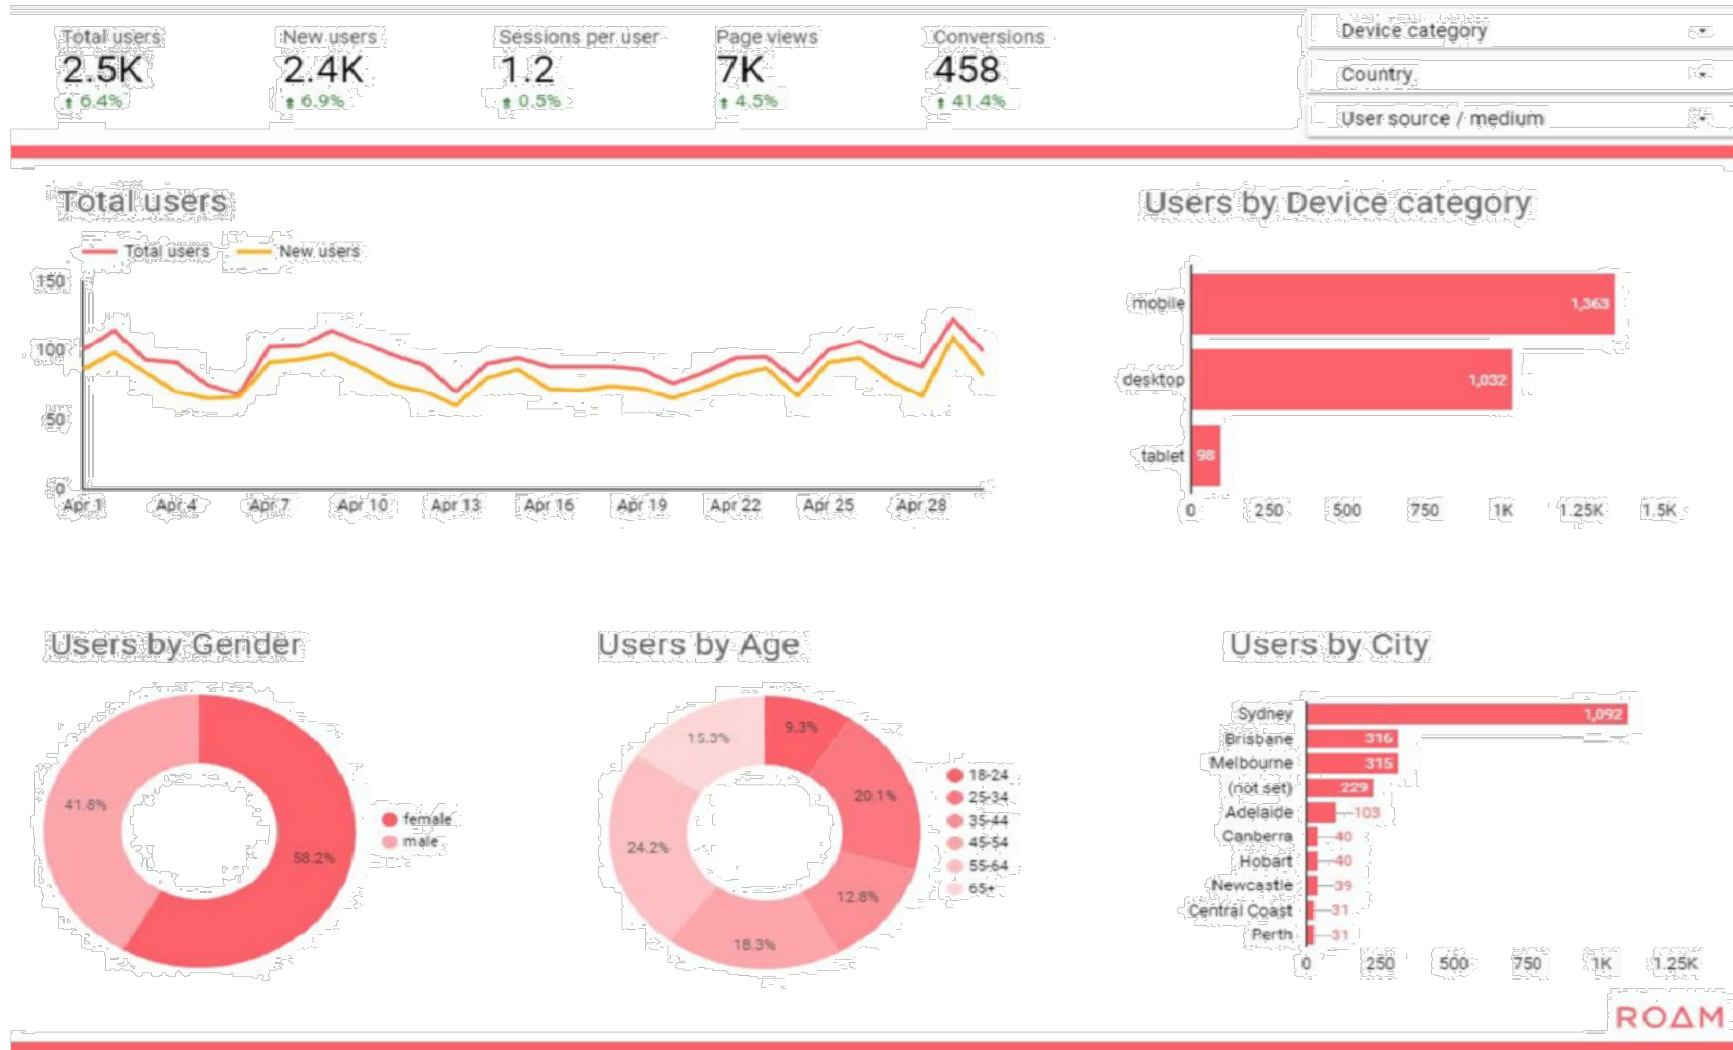 Total users
New users
Sessions per user
Page views
Conversions
2.5K
2.4K
1.2
7K
458
6.4%
6.9%
0.5%
4.5%
41.4%
Device category
Country
User source / medium
Total users
Total users
New users
150
100
50
0
Apr 1
Apr 4
Apr 7
Apr 10
Apr 13
Apr 16
Apr 19
Apr 22
Apr 25
Apr 28
Users by Device category
mobile
1,363
desktop
1,032
tablet
98
0
250
500
750
1K
1.25K
1.5K
Users by Gender
41.8%
58.2%
female
male
Users by Age
9.3%
20.1%
12.8%
18.3%
24.2%
15.3%
18-24
25-34
35-44
45-54
55-64
65+
Users by City
Sydney
1,092
Brisbane
316
Melbourne
315
(not set)
229
Adelaide
103
Canberra
40
Hobart
40
Newcastle
39
Central Coast
31
Perth
31
0
250
500
750
1K
1.25K
ROAM